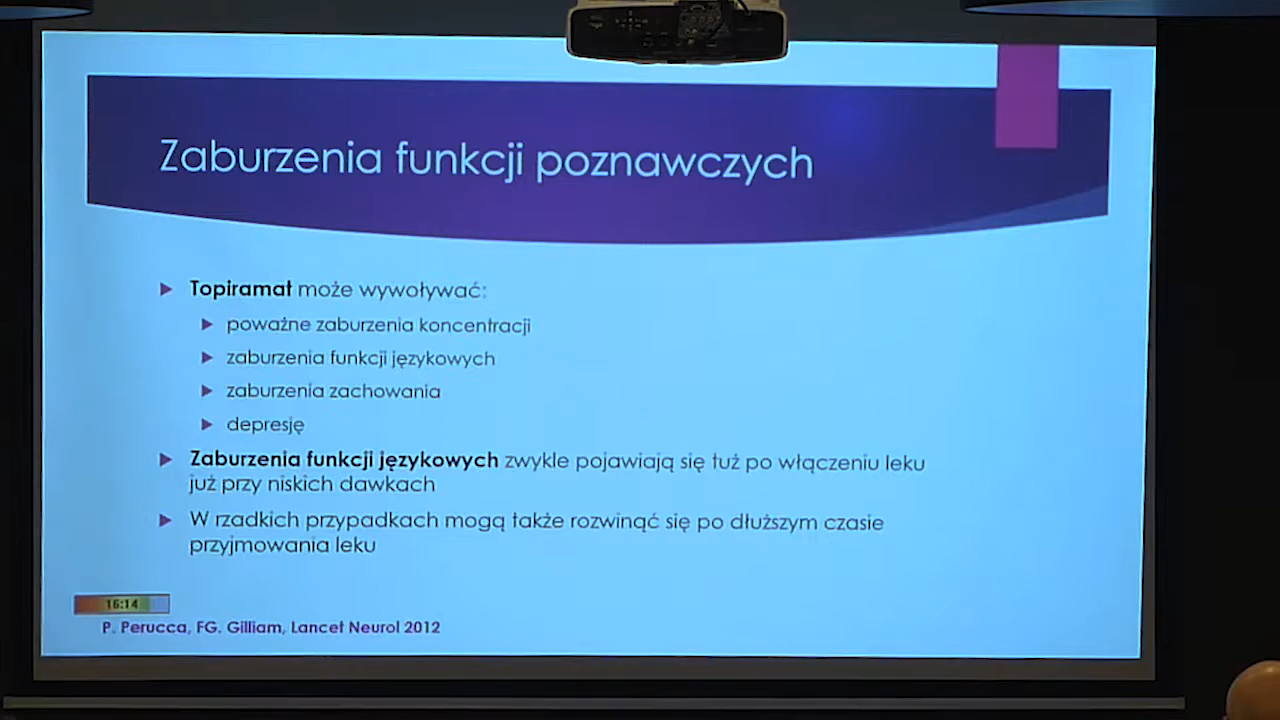 Zaburzenia funkcji poznawczych
Topiramat może wywoływać:
poważne zaburzenia koncentracji
zaburzenia funkcji językowych
zaburzenia zachowania
depresję
Zaburzenia funkcji językowych zwykle pojawiają się tuż po włączeniu leku
już przy niskich dawkach
W rzadkich przypadkach mogą także rozwinąć się po dłuższym czasie
przyjmowania leku
16:14
P. Perucca, FG. Gilliam, Lancet Neurol 2012